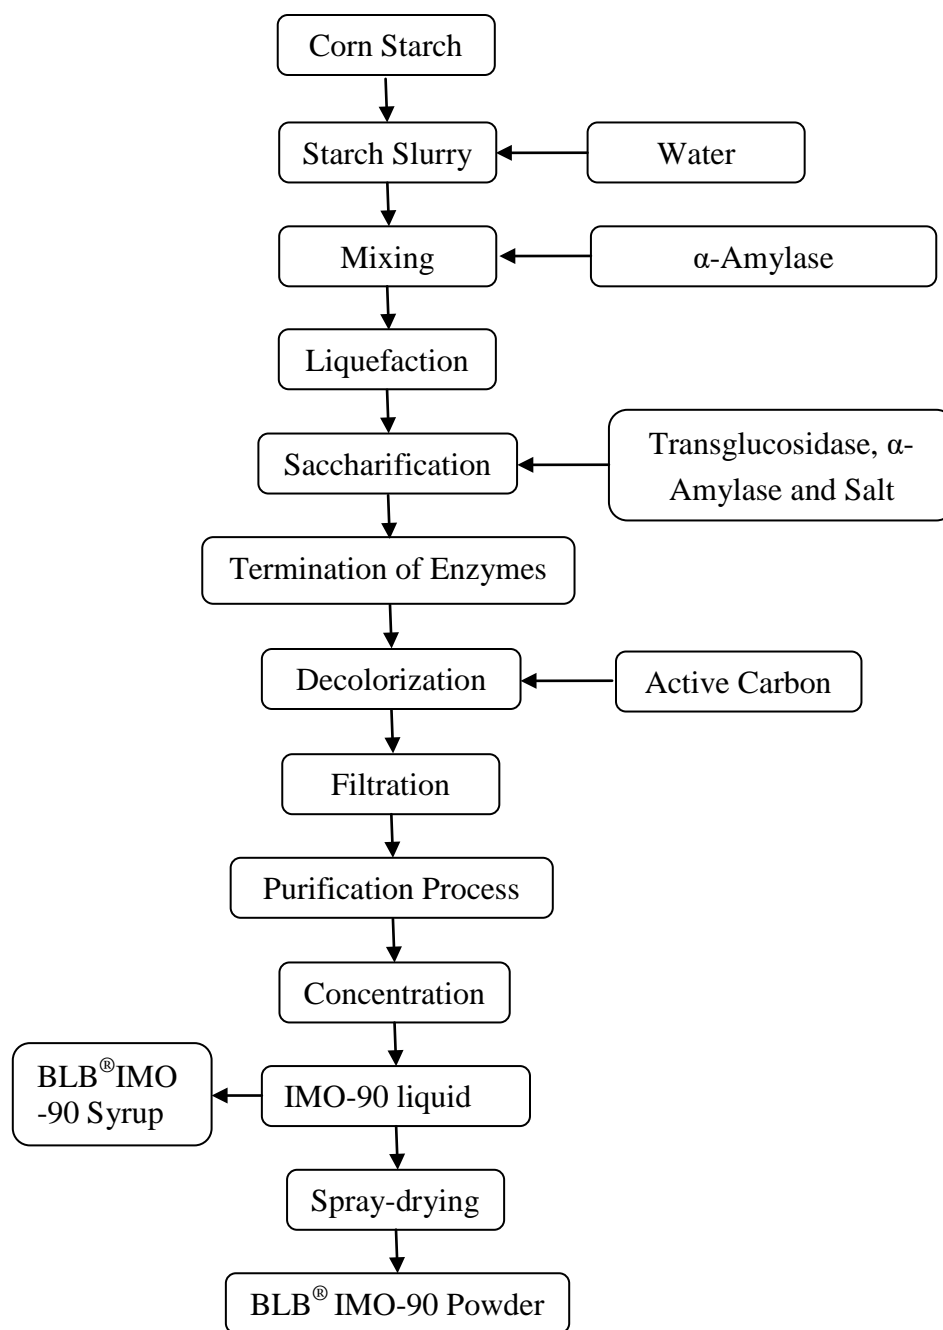 Corn Starch
Starch Slurry
Water
Mixing
α-Amylase
Liquefaction
Saccharification
Transglucosidase, α-
Amylase and Salt
Termination of Enzymes
Decolorization
Active Carbon
Filtration
Purification Process
Concentration
BLB®IMO
-90 Syrup
IMO-90 liquid
Spray-drying
BLB® IMO-90 Powder